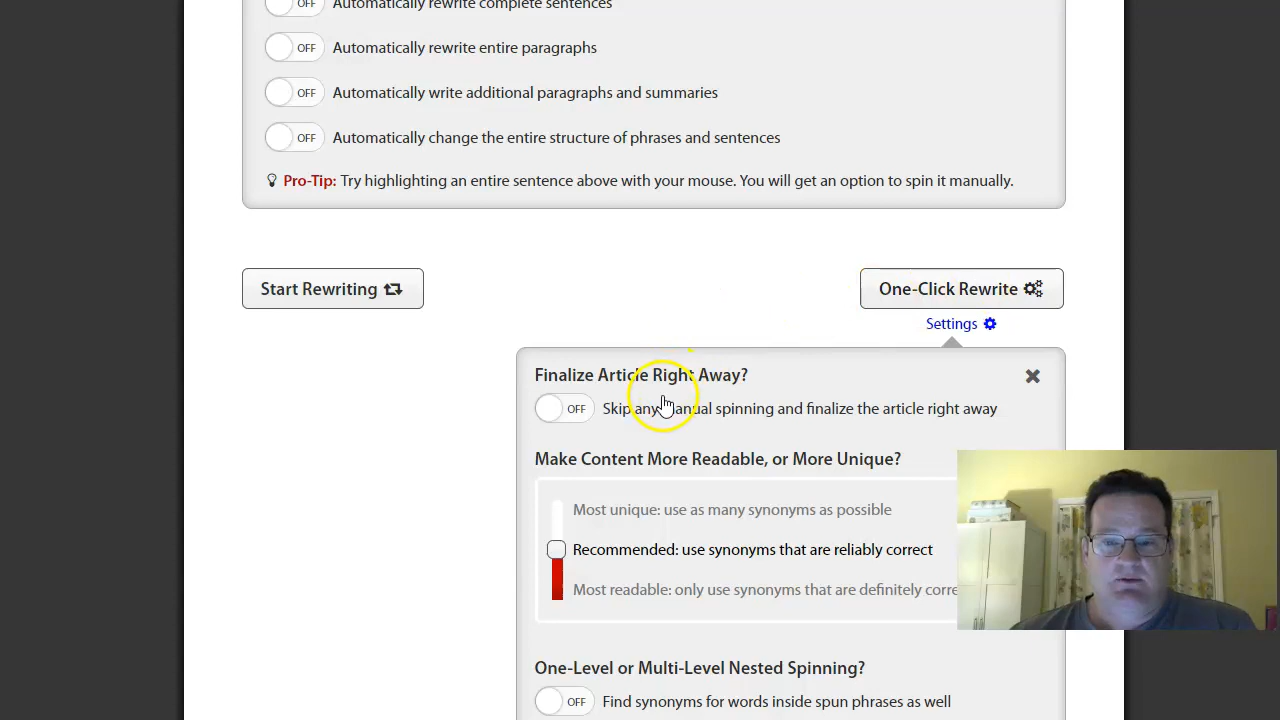 OFF Automatically rewrite complete sentences
OFF Automatically rewrite entire paragraphs
OFF Automatically write additional paragraphs and summaries
OFF Automatically change the entire structure of phrases and sentences
Pro-Tip: Try highlighting an entire sentence above with your mouse. You will get an option to spin it manually.
Start Rewriting
One-Click Rewrite
Settings
Finalize Article Right Away?
OFF Skip any manual spinning and finalize the article right away
Make Content More Readable, or More Unique?
Most unique: use as many synonyms as possible
Recommended: use synonyms that are reliably correct
Most readable: only use synonyms that are definitely corre
One-Level or Multi-Level Nested Spinning?
OFF Find synonyms for words inside spun phrases as well